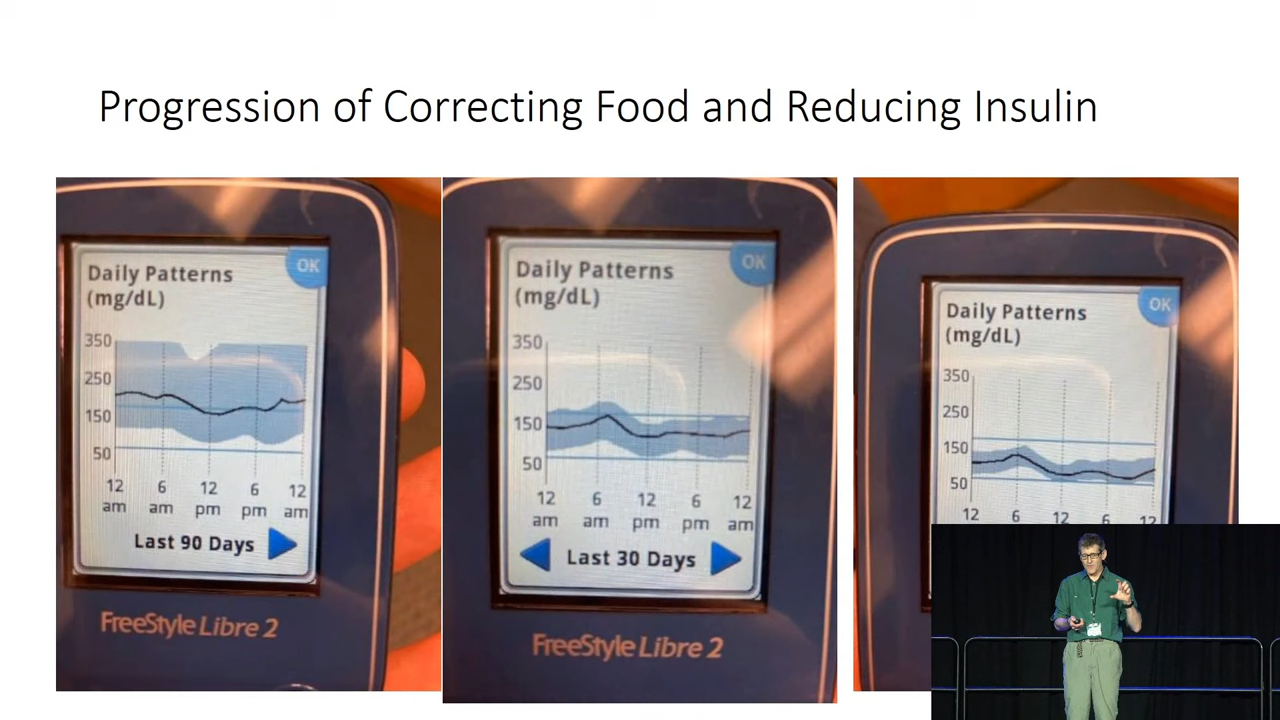 Progression of Correcting Food and Reducing Insulin
OK
Daily Patterns
(mg/dL)
350
250
150
50
12 6 12 6 12
am am pm pm am
Last 90 Days
FreeStyle Libre 2
OK
Daily Patterns
(mg/dL)
350
250
150
50
12 6 12 6 12
am am pm pm am
Last 30 Days
FreeStyle Libre 2
OK
Daily Patterns
(mg/dL)
350
250
150
50
12 6 12 6 12